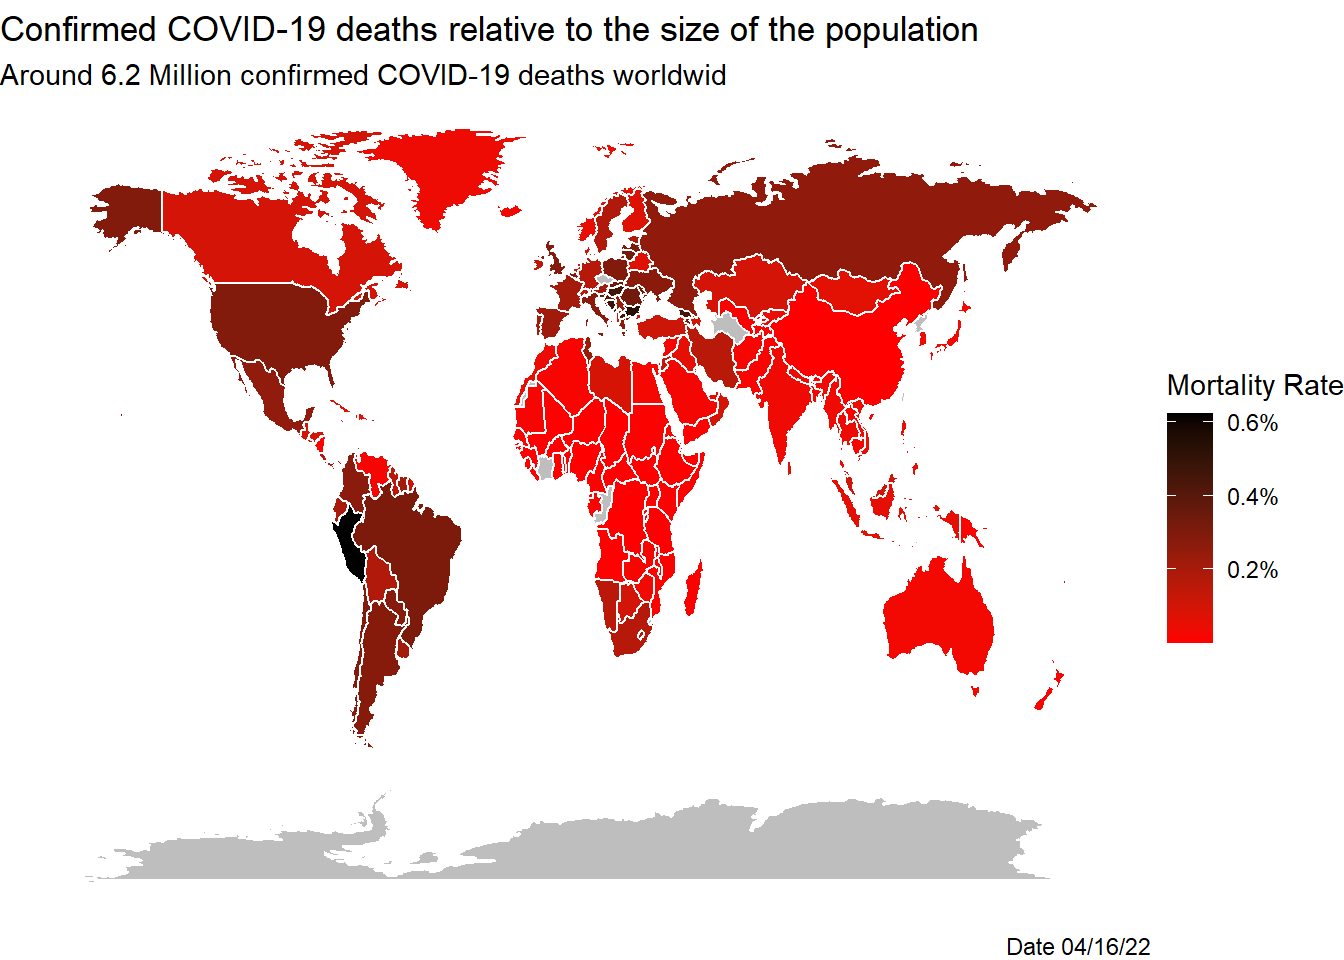 Confirmed COVID-19 deaths relative to the size of the population
Around 6.2 Million confirmed COVID-19 deaths worldwid
Mortality Rate
0.6%
0.4%
0.2%
Date 04/16/22